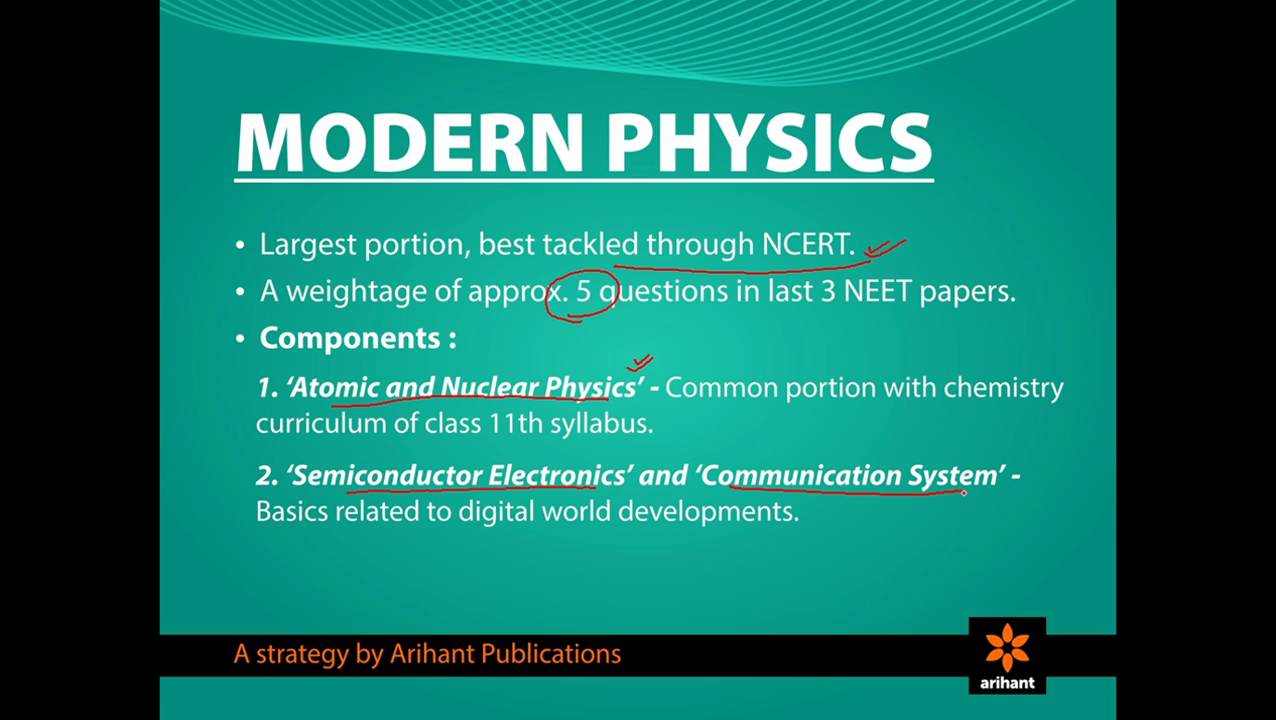 MODERN PHYSICS
• Largest portion, best tackled through NCERT.
• A weightage of approx. 5 questions in last 3 NEET papers.
• Components :
1. ‘Atomic and Nuclear Physics’ - Common portion with chemistry
curriculum of class 11th syllabus.
2. ‘Semiconductor Electronics’ and ‘Communication System’ -
Basics related to digital world developments.
A strategy by Arihant Publications
arihant